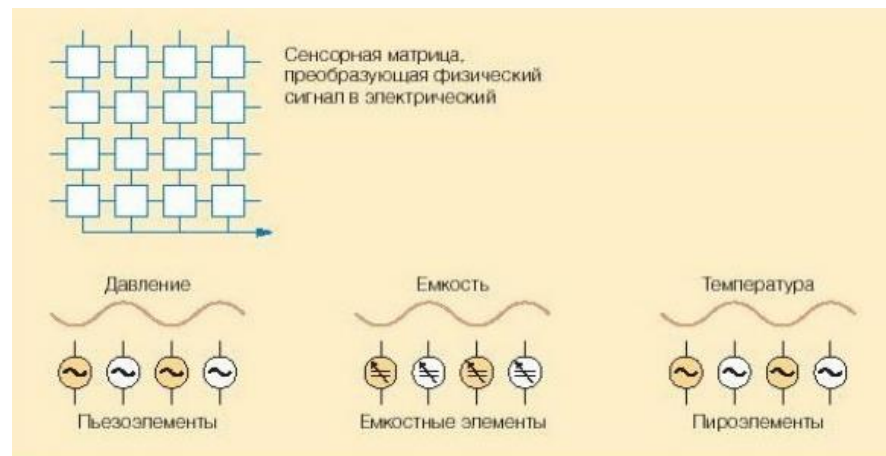 Сенсорная матрица,
преобразующая физический
сигнал в электрический
Давление
Емкость
Температура
Пьезоэлементы
Емкостные элементы
Пироэлементы